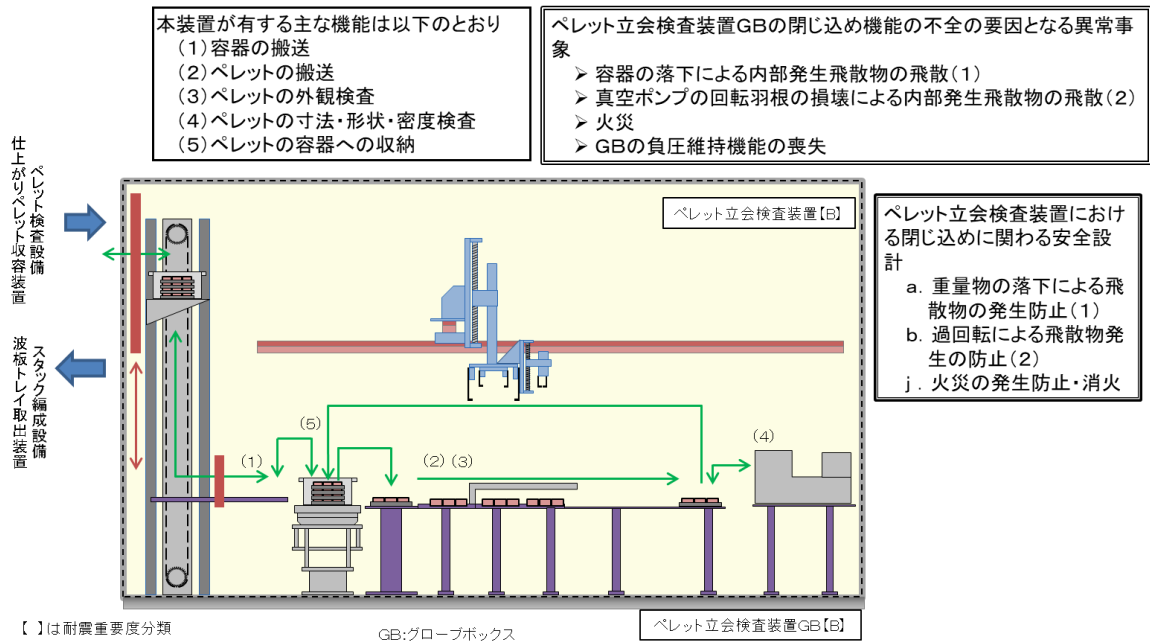 本装置が有する主な機能は以下のとおり
(1)容器の搬送
(2)ペレットの搬送
(3)ペレットの外観検査
(4)ペレットの寸法・形状・密度検査
(5)ペレットの容器への収納
ペレット立会検査装置GBの閉じ込め機能の不全の要因となる異常事
象
➢ 容器の落下による内部発生飛散物の飛散(1)
➢ 真空ポンプの回転羽根の損壊による内部発生飛散物の飛散(2)
➢ 火災
➢ GBの負圧維持機能の喪失
ペレット検査設備
仕上がりペレット収容装置
スタック編成設備
波板トレイ取出装置
ペレット立会検査装置【B】
ペレット立会検査装置におけ
る閉じ込めに関わる安全設
計
a. 重量物の落下による飛
散物の発生防止(1)
b. 過回転による飛散物発
生の防止(2)
j. 火災の発生防止・消火
(1)
(5)
(2)(3)
(4)
【 】は耐震重要度分類
GB:グローブボックス
ペレット立会検査装置GB【B】